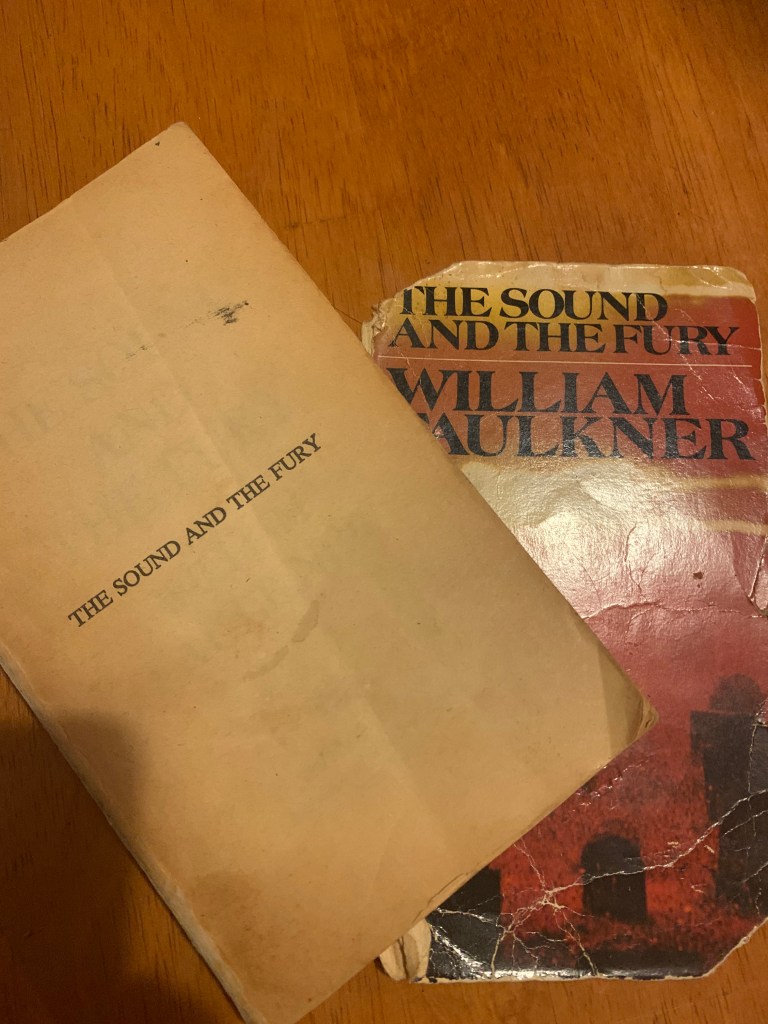 THE SOUND AND THE FURY
THE SOUND
AND THE FURY
WILLIAM
FAULKNER